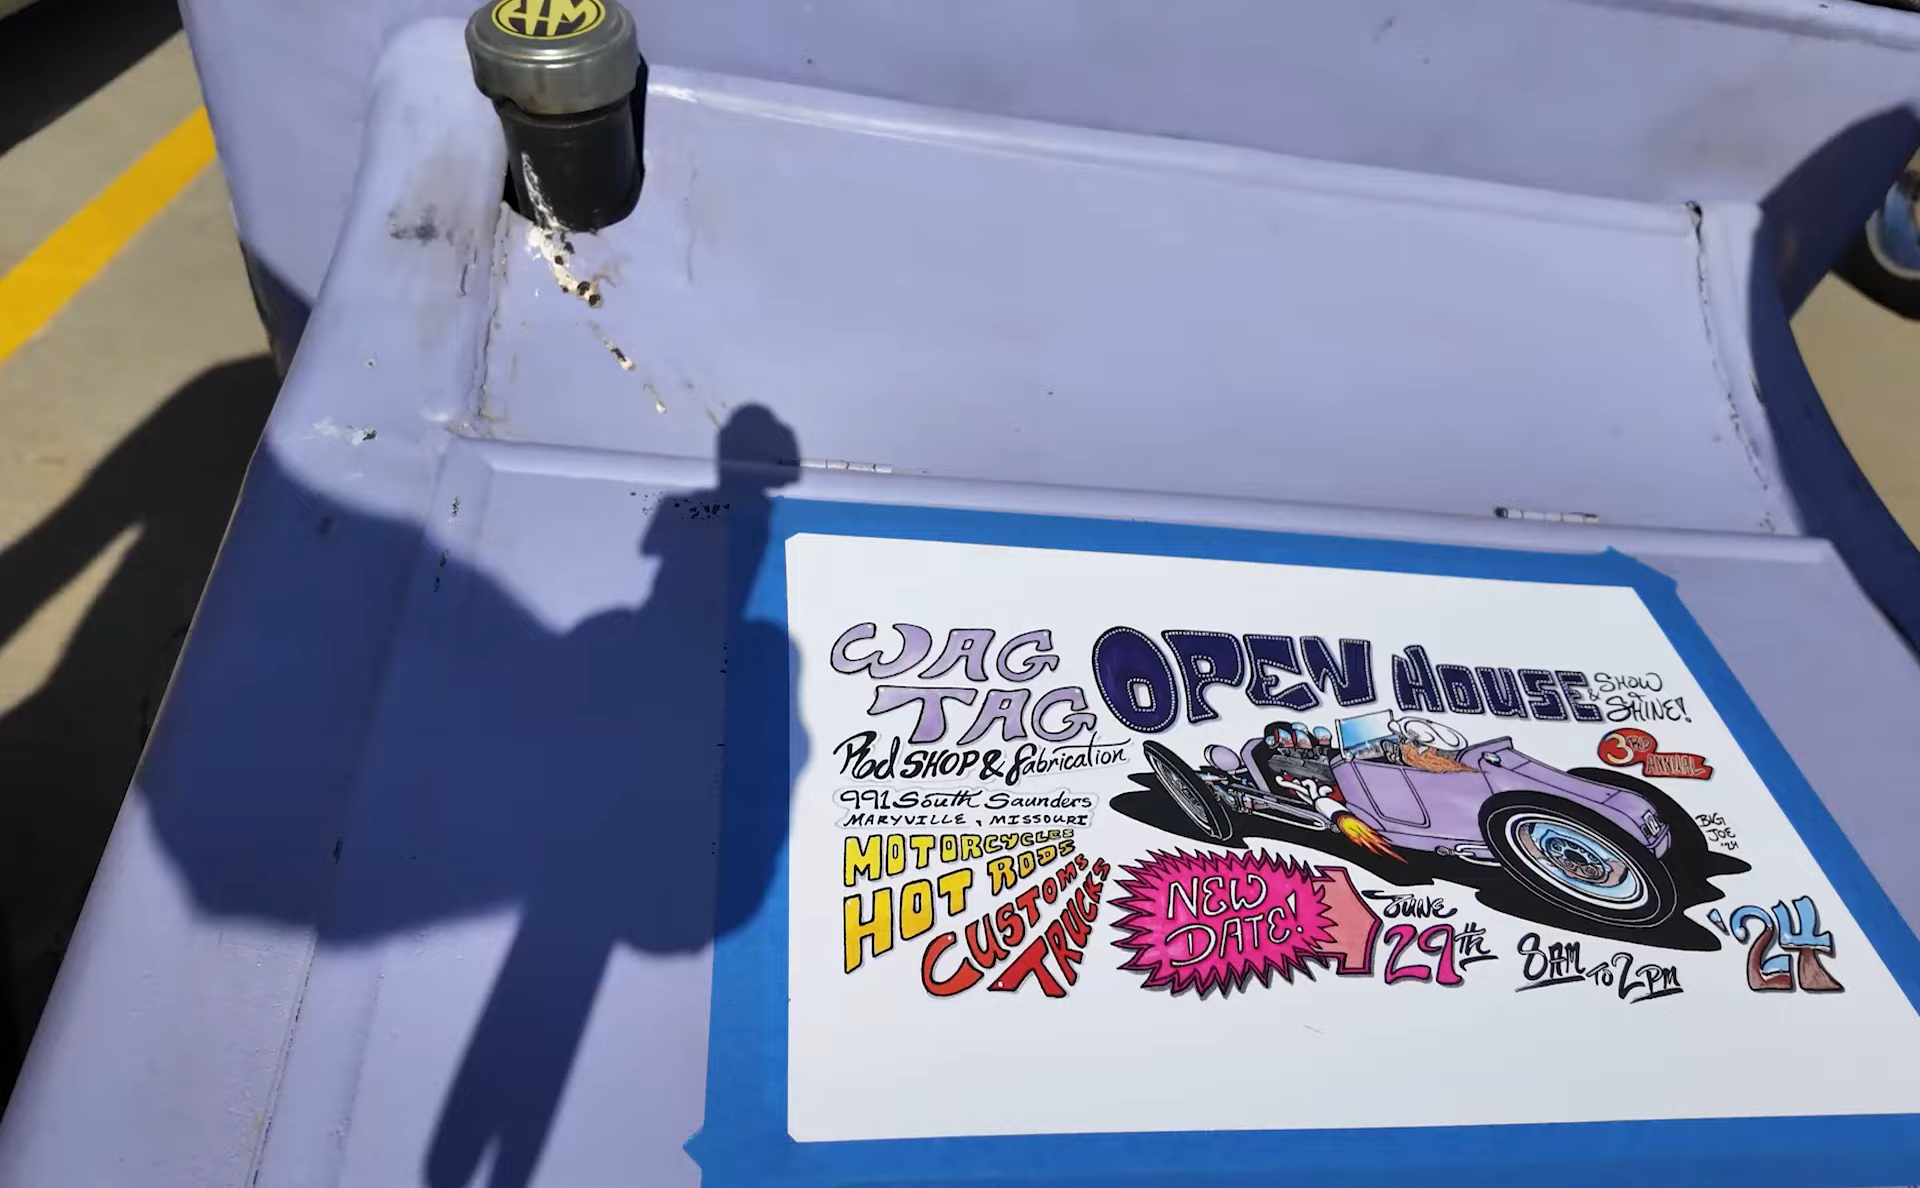 WAG
TAG
Rod SHOP & fabrication
991 South Saunders
MARYVILLE, MISSOURI
MOTORCYCLES
HOT RODS
CUSTOMS
TRUCKS
OPEN HOUSE
& SHOW
&
SHINE!
3RD
ANNUAL
BIG
JOE
'24
NEW
DATE!
JUNE
29th
8AM TO 2PM
'24